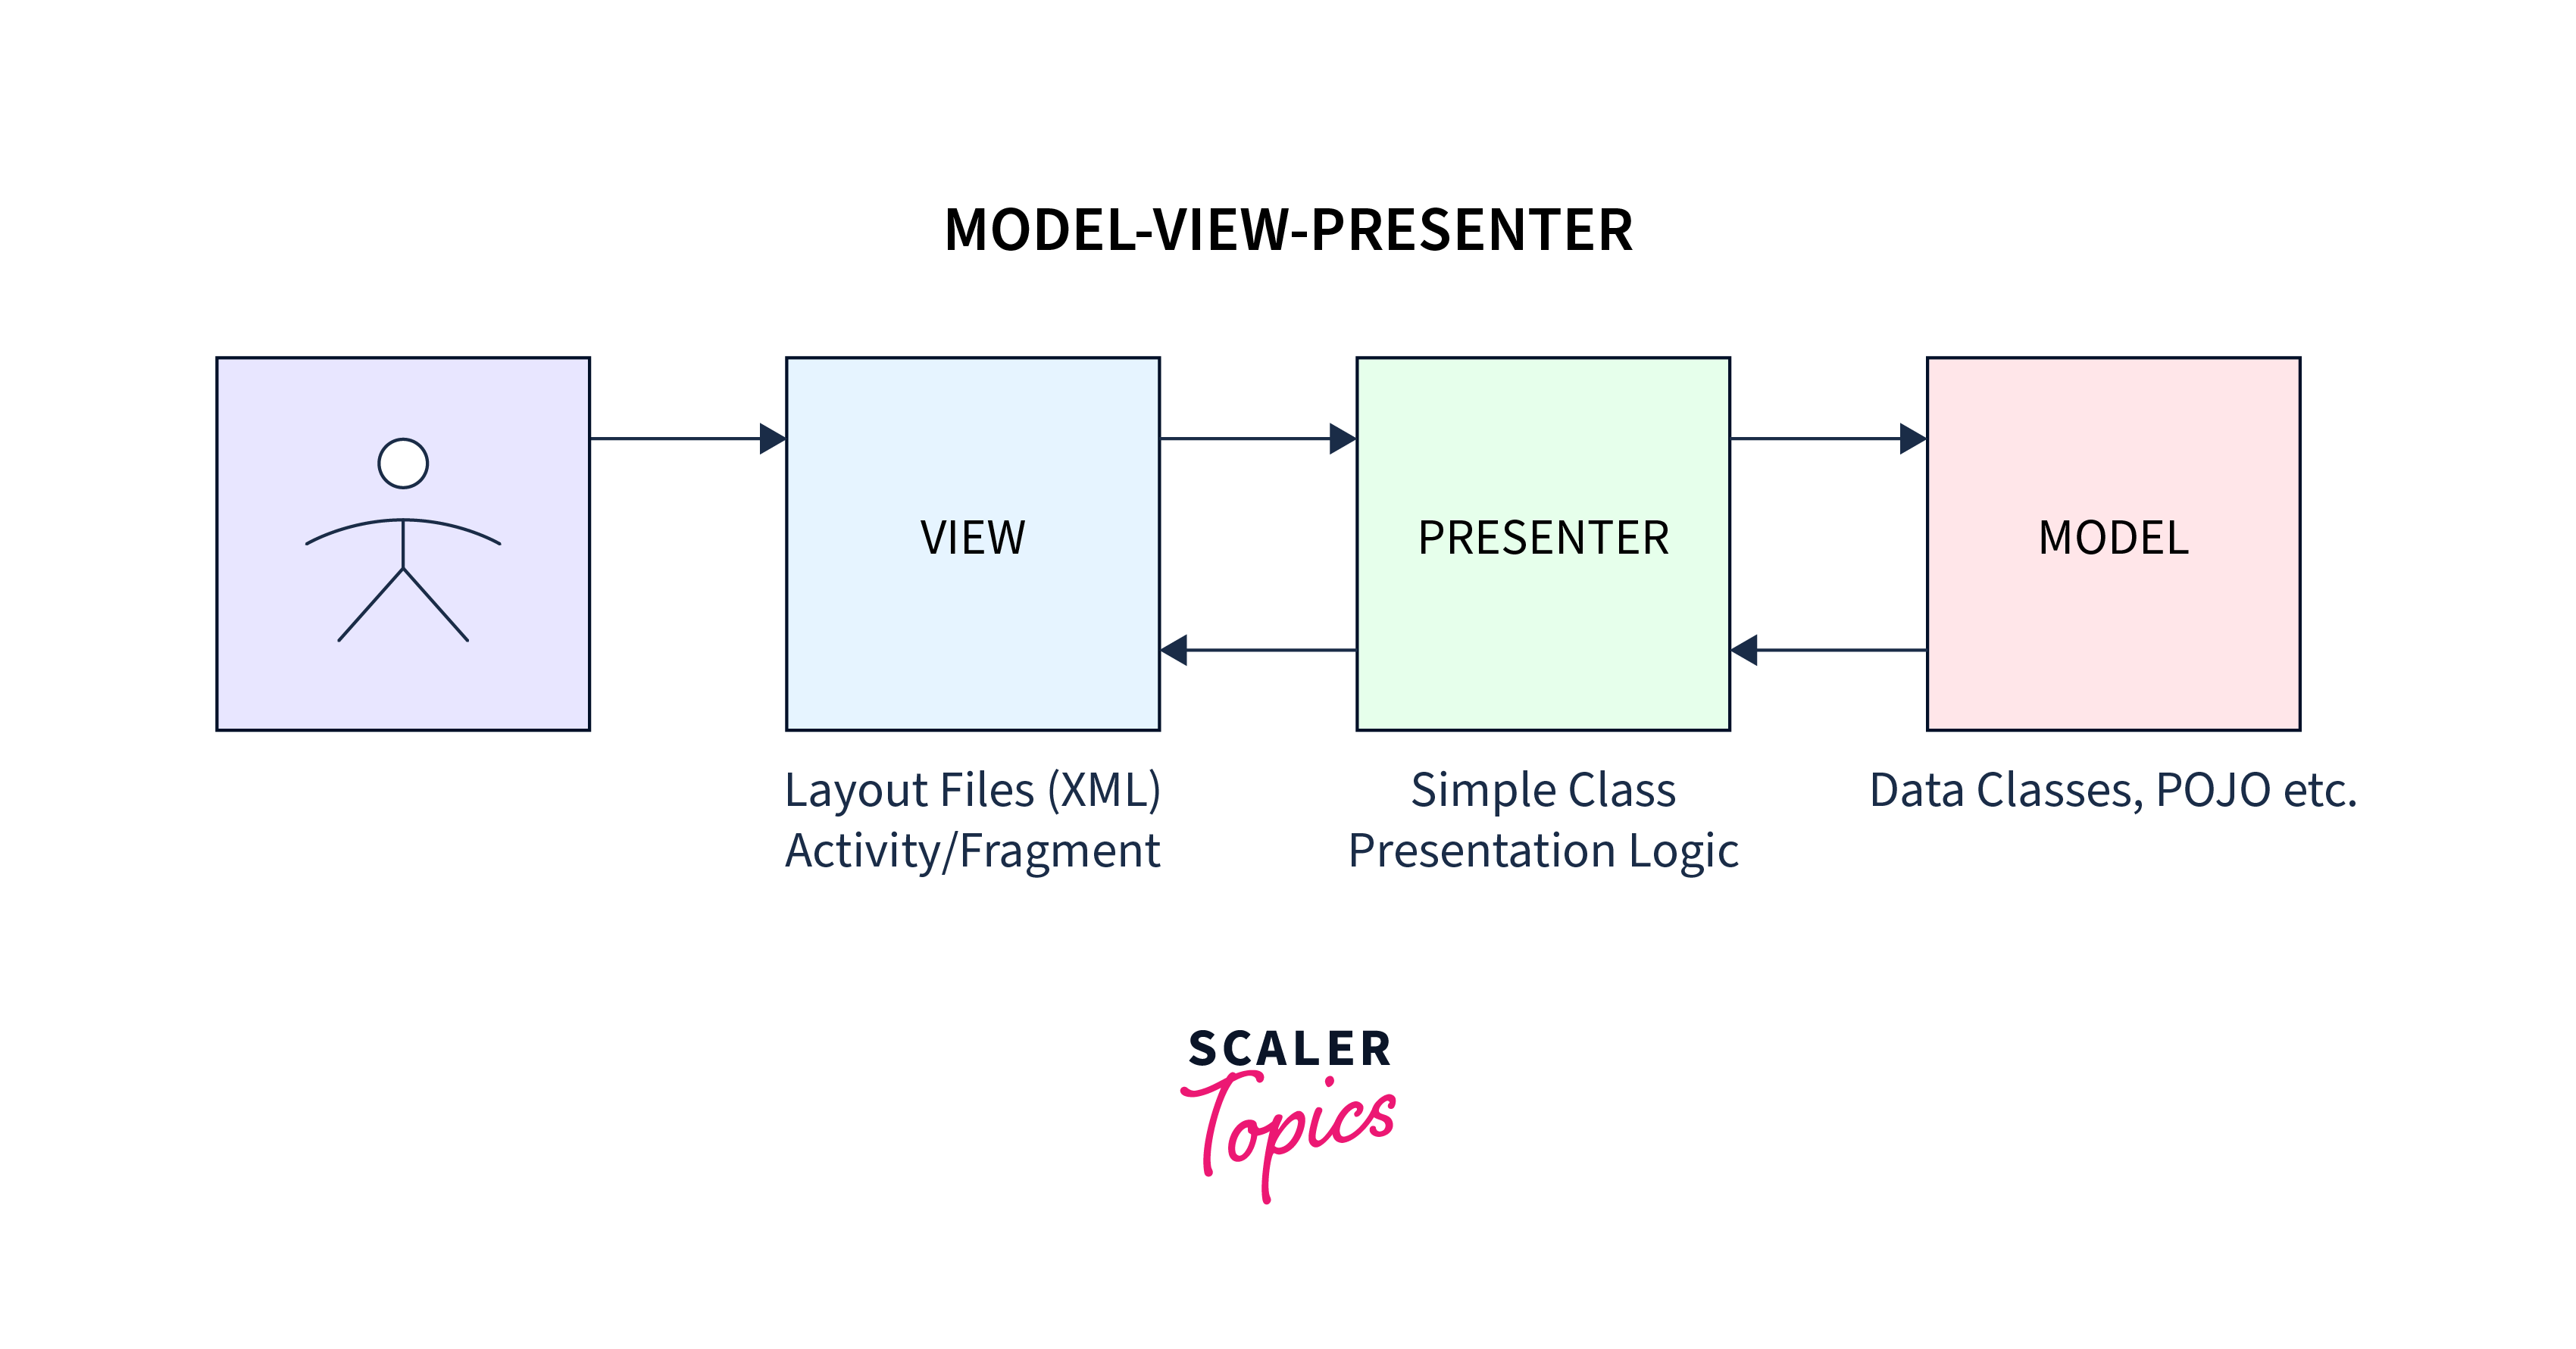 MODEL-VIEW-PRESENTER
VIEW
PRESENTER
MODEL
Layout Files (XML)
Activity/Fragment
Simple Class
Presentation Logic
Data Classes, POJO etc.
SCALER
Topics